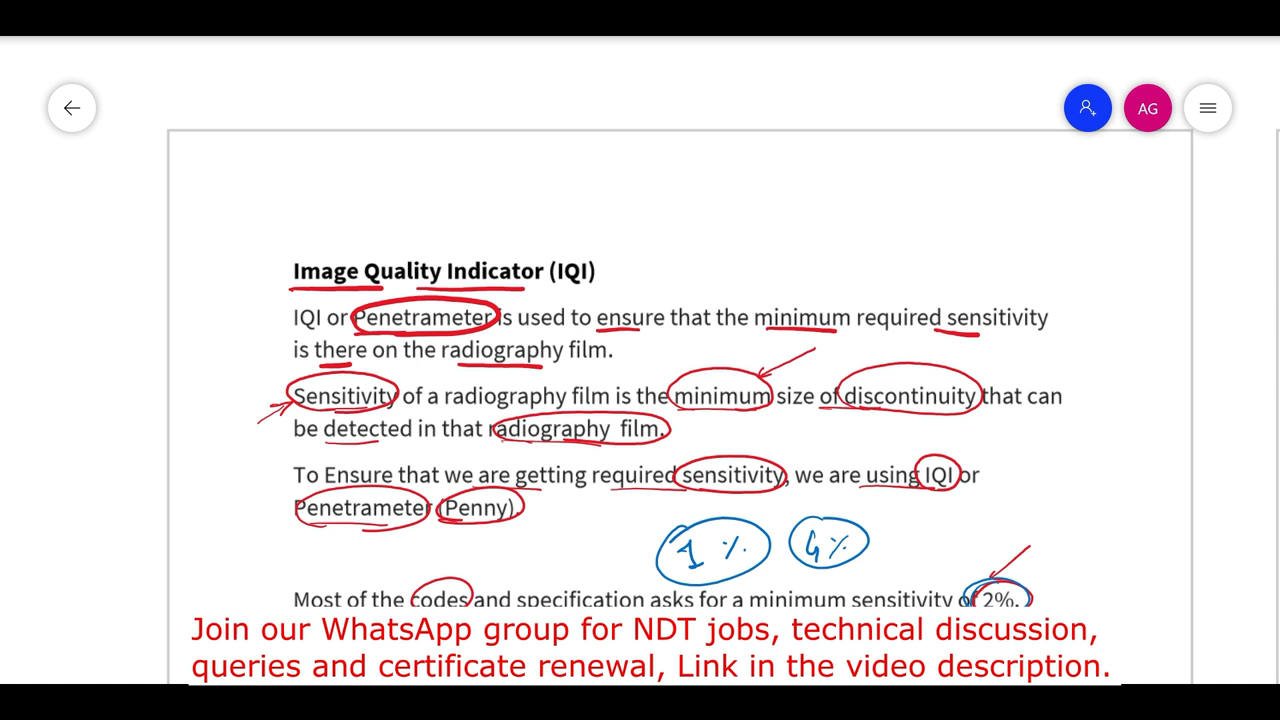 AG
Image Quality Indicator (IQI)
IQI or Penetrameter is used to ensure that the minimum required sensitivity
is there on the radiography film.
Sensitivity of a radiography film is the minimum size of discontinuity that can
be detected in that radiography film.
To Ensure that we are getting required sensitivity, we are using IQI or
Penetrameter (Penny).
1 % 4 %
Most of the codes and specification asks for a minimum sensitivity of 2%.
Join our WhatsApp group for NDT jobs, technical discussion,
queries and certificate renewal, Link in the video description.